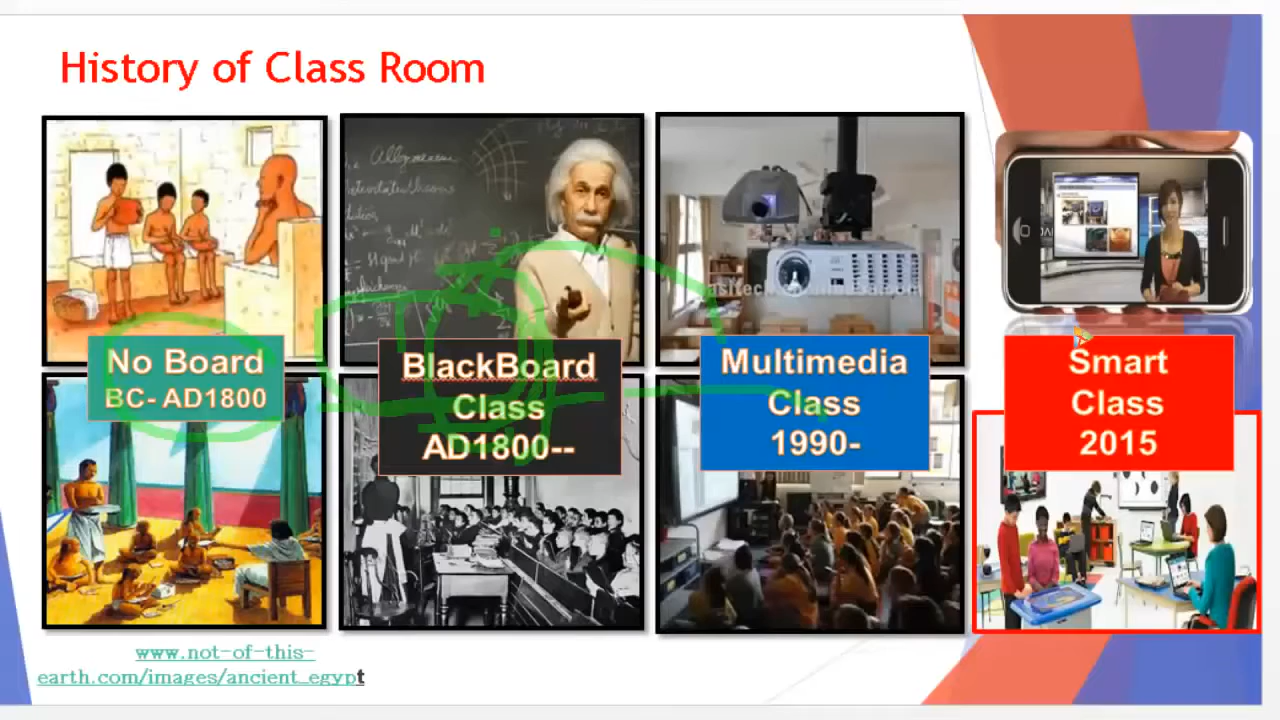 History of Class Room
No Board
BC- AD1800
BlackBoard
Class
AD1800--
Multimedia
Class
1990-
Smart
Class
2015
www.not-of-this-
earth.com/images/ancient_egypt